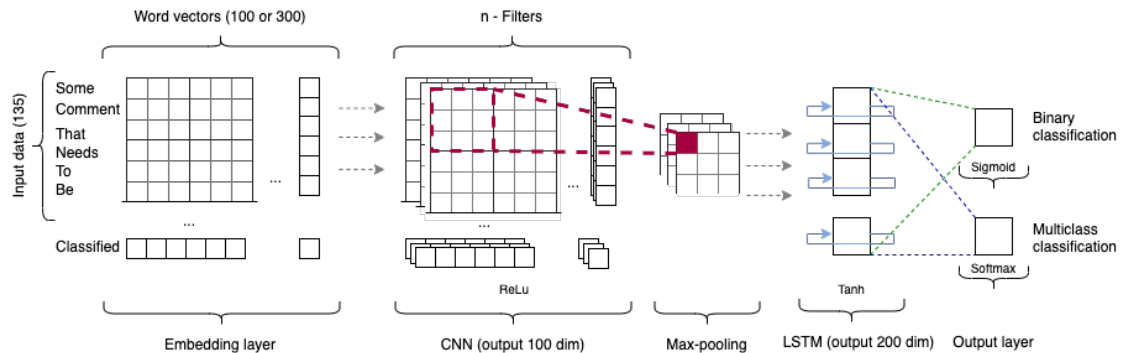 Word vectors (100 or 300)
n - Filters
Input data (135)
Some
Comment
That
Needs
To
Be
...
...
Classified
...
...
ReLu
Tanh
Binary
classification
Sigmoid
Multiclass
classification
Softmax
Embedding layer
CNN (output 100 dim)
Max-pooling
LSTM (output 200 dim)
Output layer